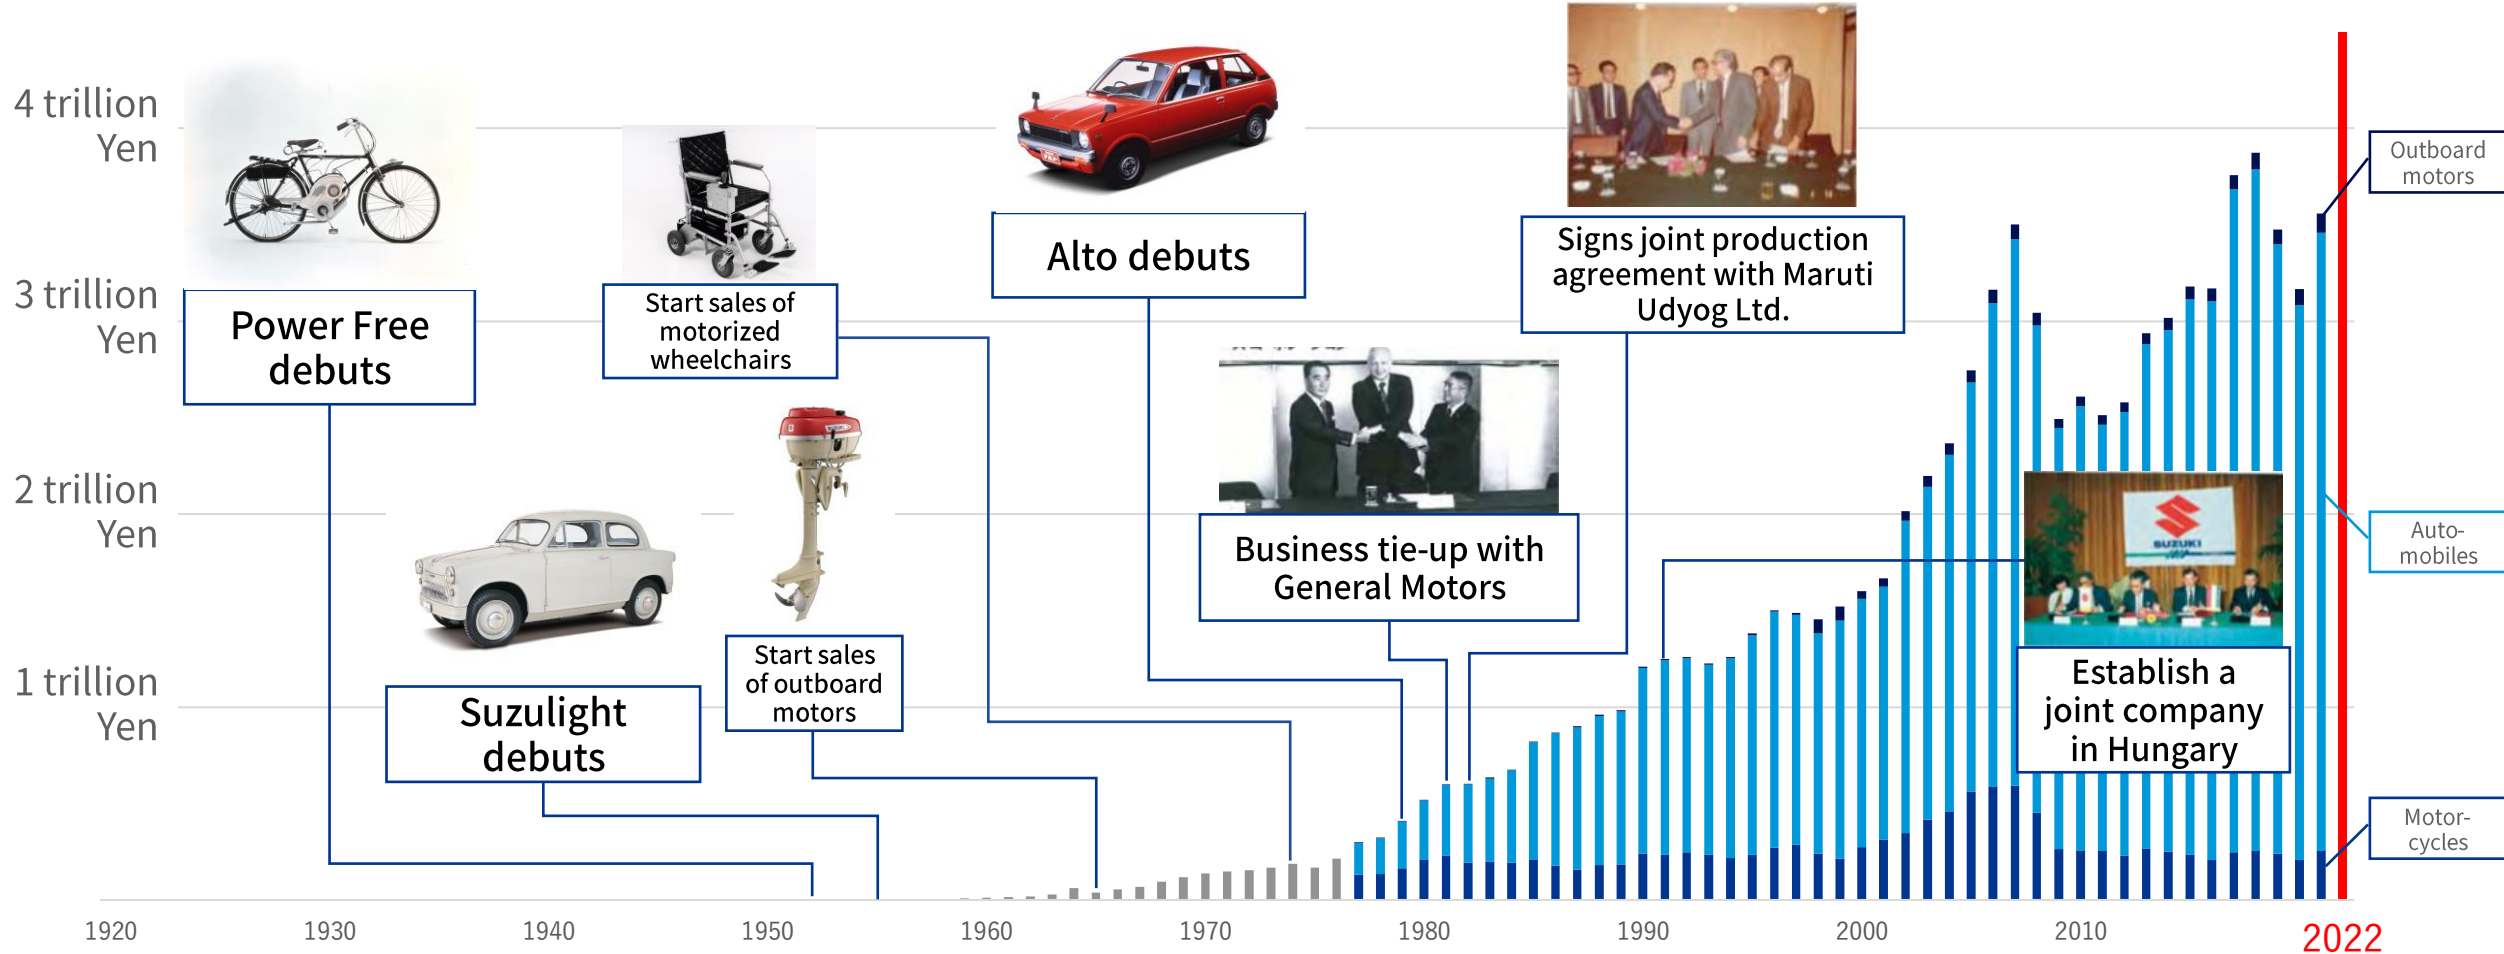 4 trillion
Yen
3 trillion
Yen
2 trillion
Yen
1 trillion
Yen
Power Free
debuts
Start sales of
motorized
wheelchairs
Alto debuts
Signs joint production
agreement with Maruti
Udyog Ltd.
Outboard
motors
Suzulight
debuts
Start sales
of outboard
motors
Business tie-up with
General Motors
SUZUKI
Establish a
joint company
in Hungary
Auto-
mobiles
Motor-
cycles
1920
1930
1940
1950
1960
1970
1980
1990
2000
2010
2022